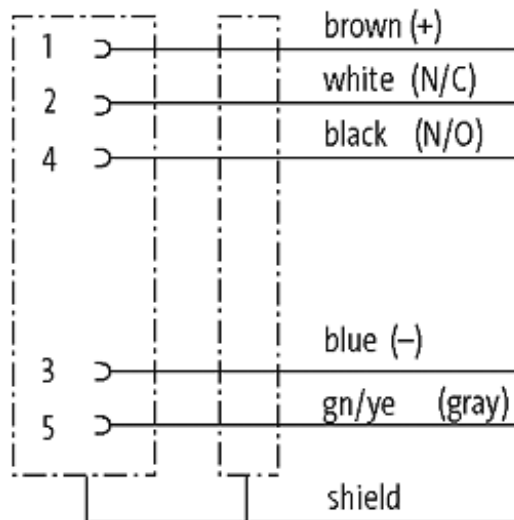 1 brown (+)
2 white (N/C)
4 black (N/O)
3 blue (–)
5 gn/ye (gray)
shield